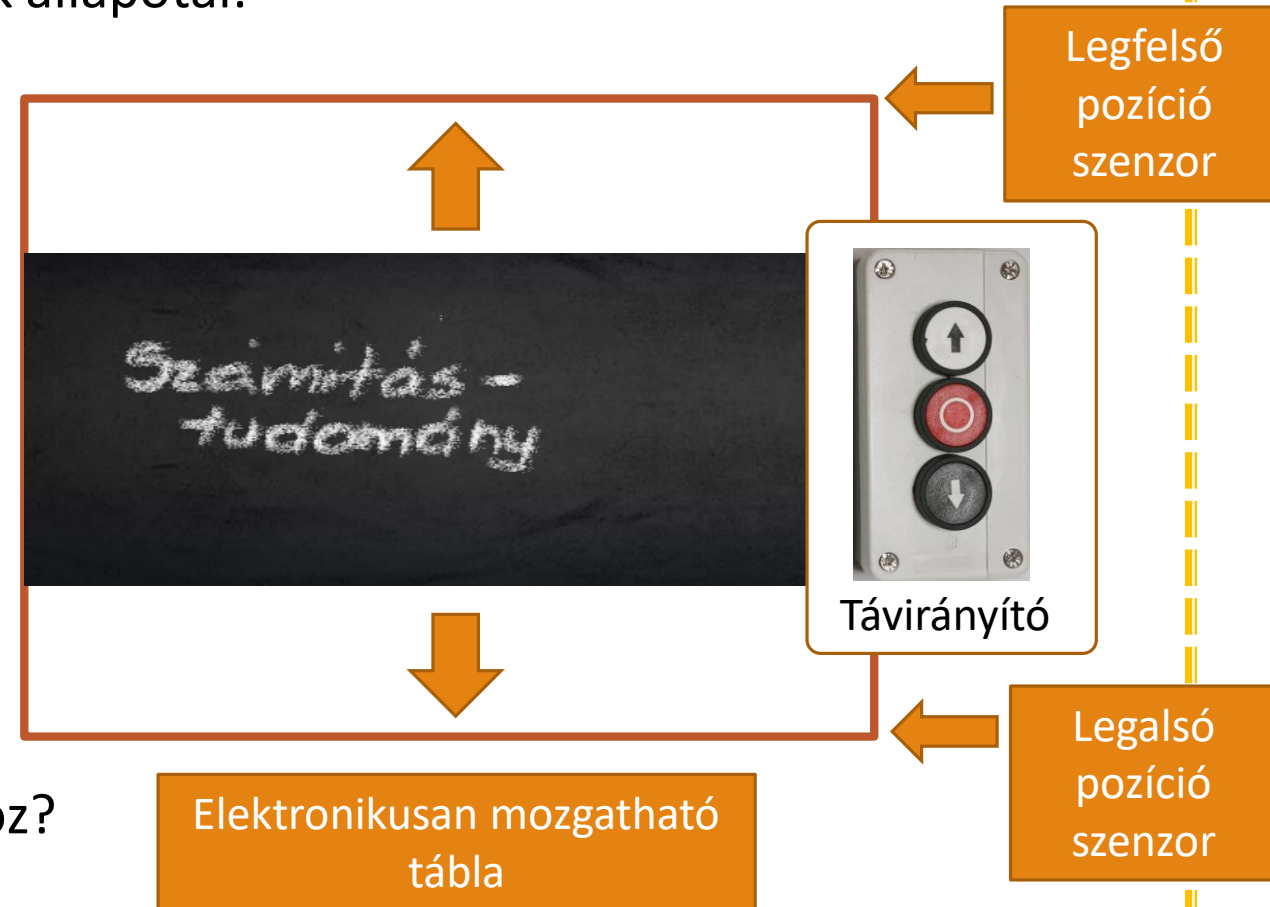 állapotai.
Legfelső
pozíció
szenzor
Számítás-
tudomány
Távirányító
Legalsó
pozíció
szenzor
oz?
Elektronikusan mozgatható
tábla